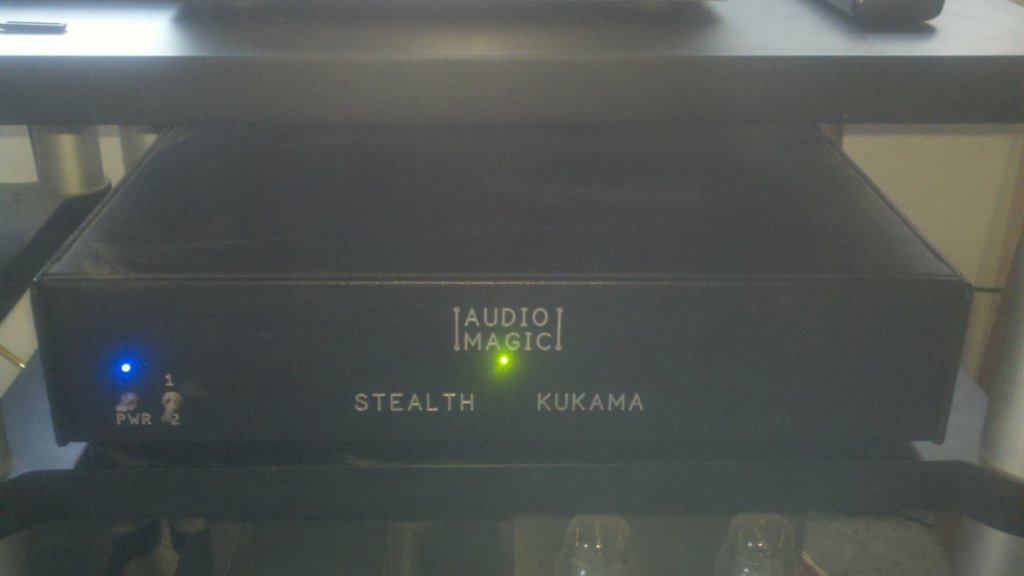 AUDIO
MAGIC
STEALTH KUKAMA
1
PWR 2